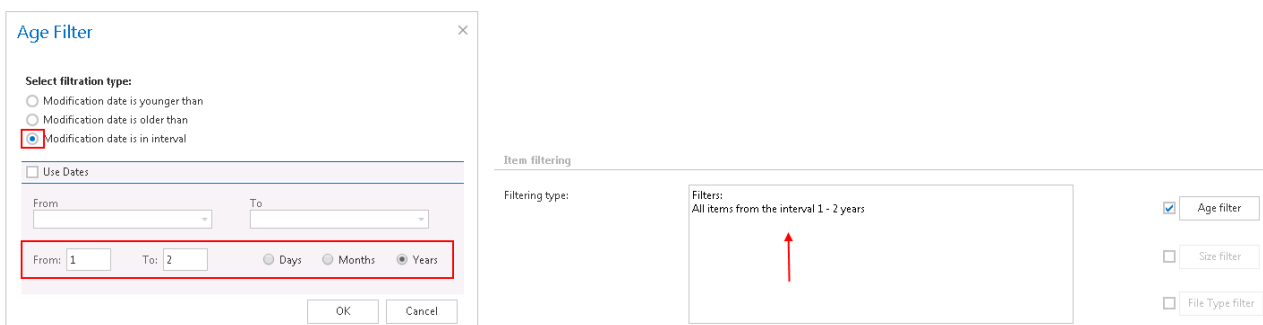 Age Filter
Select filtration type:
Modification date is younger than
Modification date is older than
Modification date is in interval
Use Dates
From To
From: 1 To: 2 Days Months Years
OK Cancel
Item filtering
Filtering type:
Filters:
All items from the interval 1 - 2 years
Age filter
Size filter
File Type filter